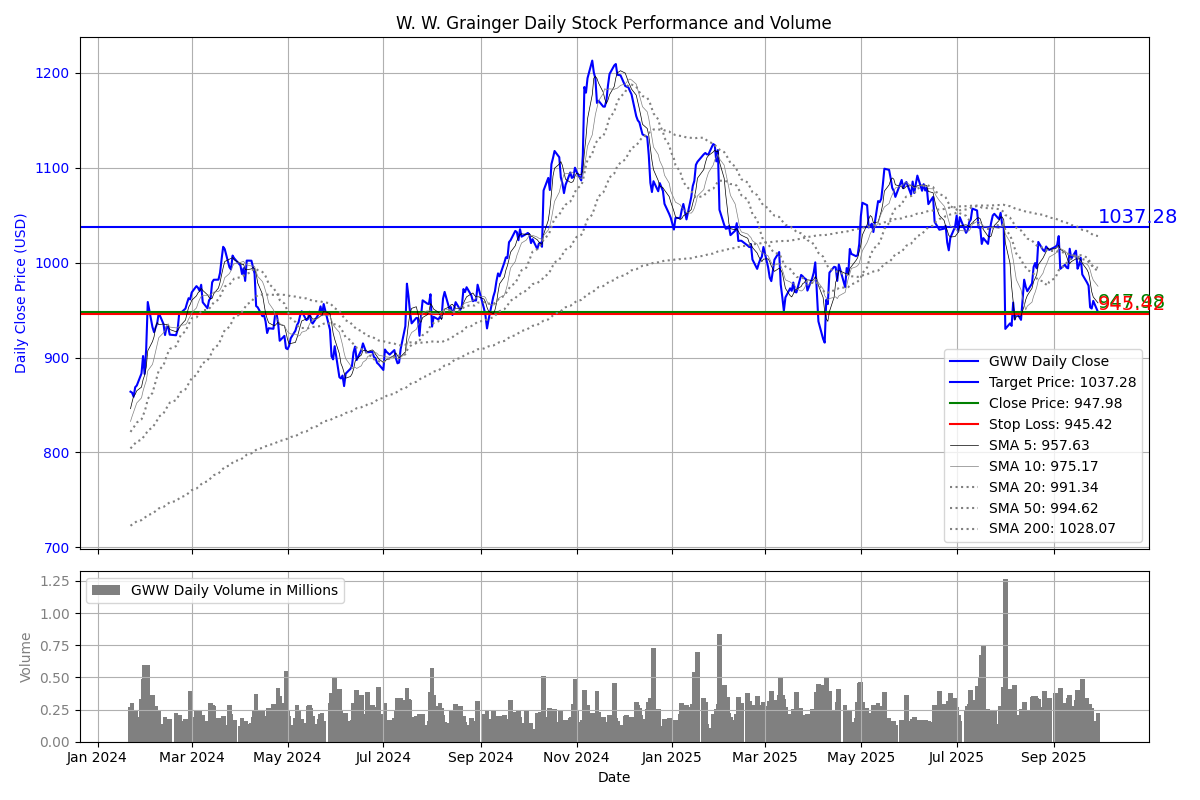 W. W. Grainger Daily Stock Performance and Volume
Daily Close Price (USD)
1200
1100
1000
900
800
700
1037.28
947.98
945.42
GWW Daily Close
Target Price: 1037.28
Close Price: 947.98
Stop Loss: 945.42
SMA 5: 957.63
SMA 10: 975.17
SMA 20: 991.34
SMA 50: 994.62
SMA 200: 1028.07
Volume
1.25
1.00
0.75
0.50
0.25
0.00
GWW Daily Volume in Millions
Jan 2024 Mar 2024 May 2024 Jul 2024 Sep 2024 Nov 2024 Jan 2025 Mar 2025 May 2025 Jul 2025 Sep 2025
Date